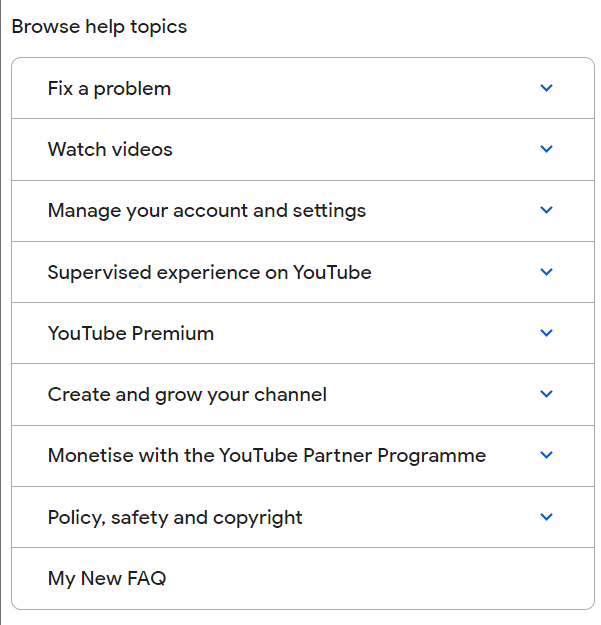 Browse help topics
Fix a problem
Watch videos
Manage your account and settings
Supervised experience on YouTube
YouTube Premium
Create and grow your channel
Monetise with the YouTube Partner Programme
Policy, safety and copyright
My New FAQ